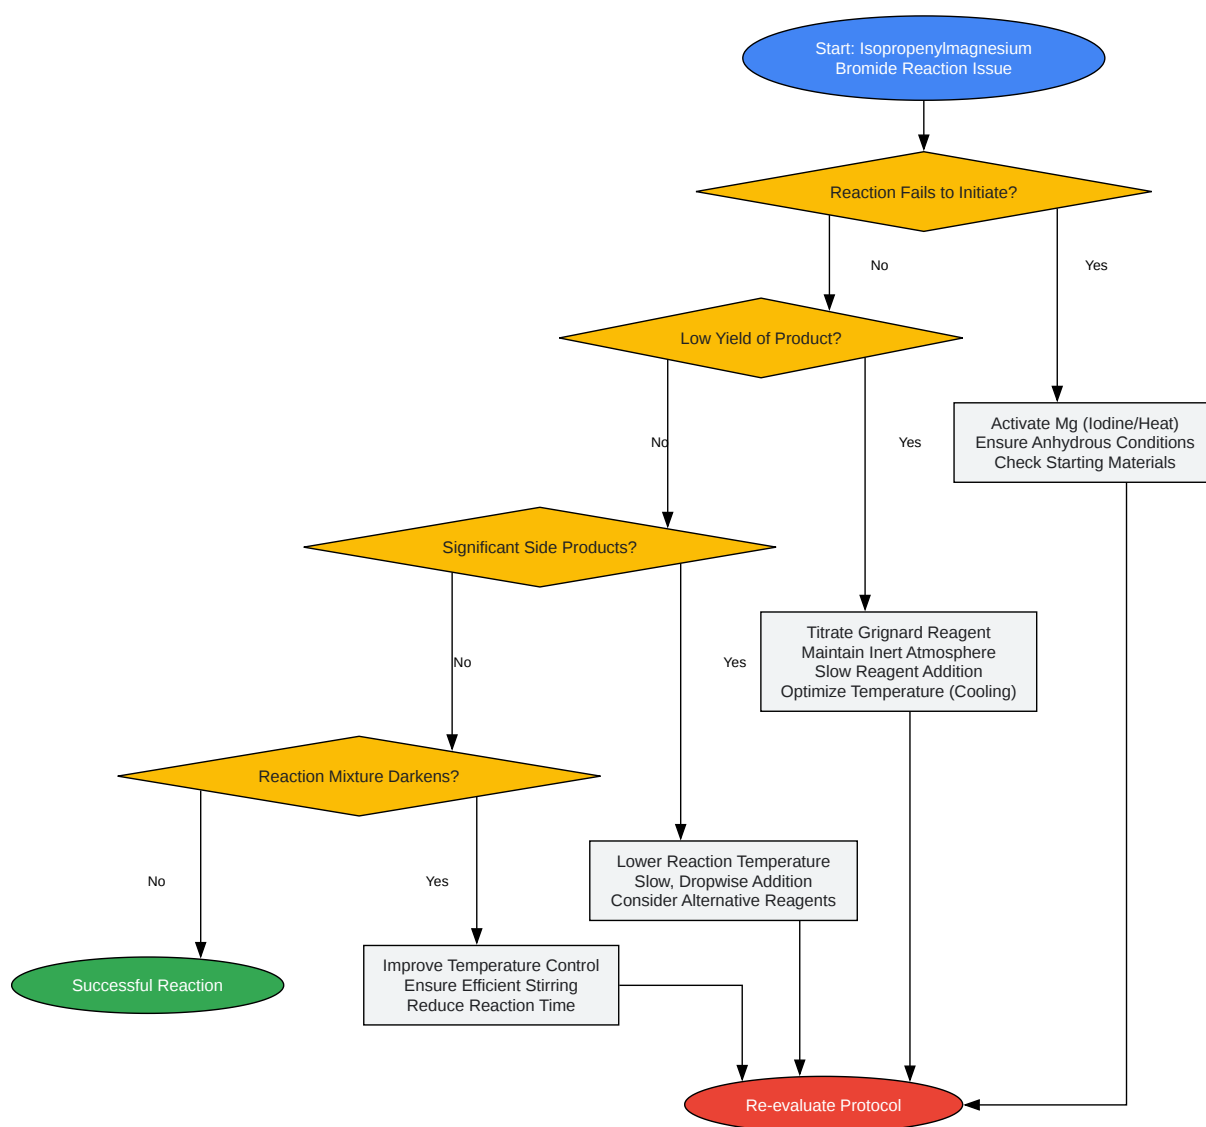 Start: Isopropenylmagnesium
Bromide Reaction Issue
Reaction Fails to Initiate?
No
Yes
Low Yield of Product?
Activate Mg (Iodine/Heat)
Ensure Anhydrous Conditions
Check Starting Materials
No
Yes
Significant Side Products?
Titrate Grignard Reagent
Maintain Inert Atmosphere
Slow Reagent Addition
Optimize Temperature (Cooling)
No
Yes
Reaction Mixture Darkens?
Lower Reaction Temperature
Slow, Dropwise Addition
Consider Alternative Reagents
No
Yes
Successful Reaction
Improve Temperature Control
Ensure Efficient Stirring
Reduce Reaction Time
Re-evaluate Protocol